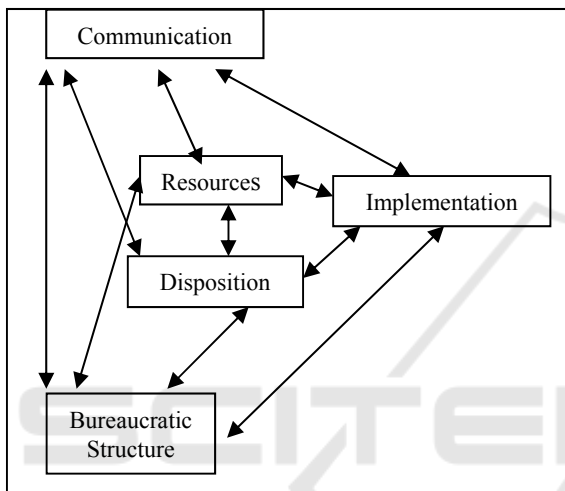 Communication
Resources
Implementation
Disposition
Bureaucratic
Structure